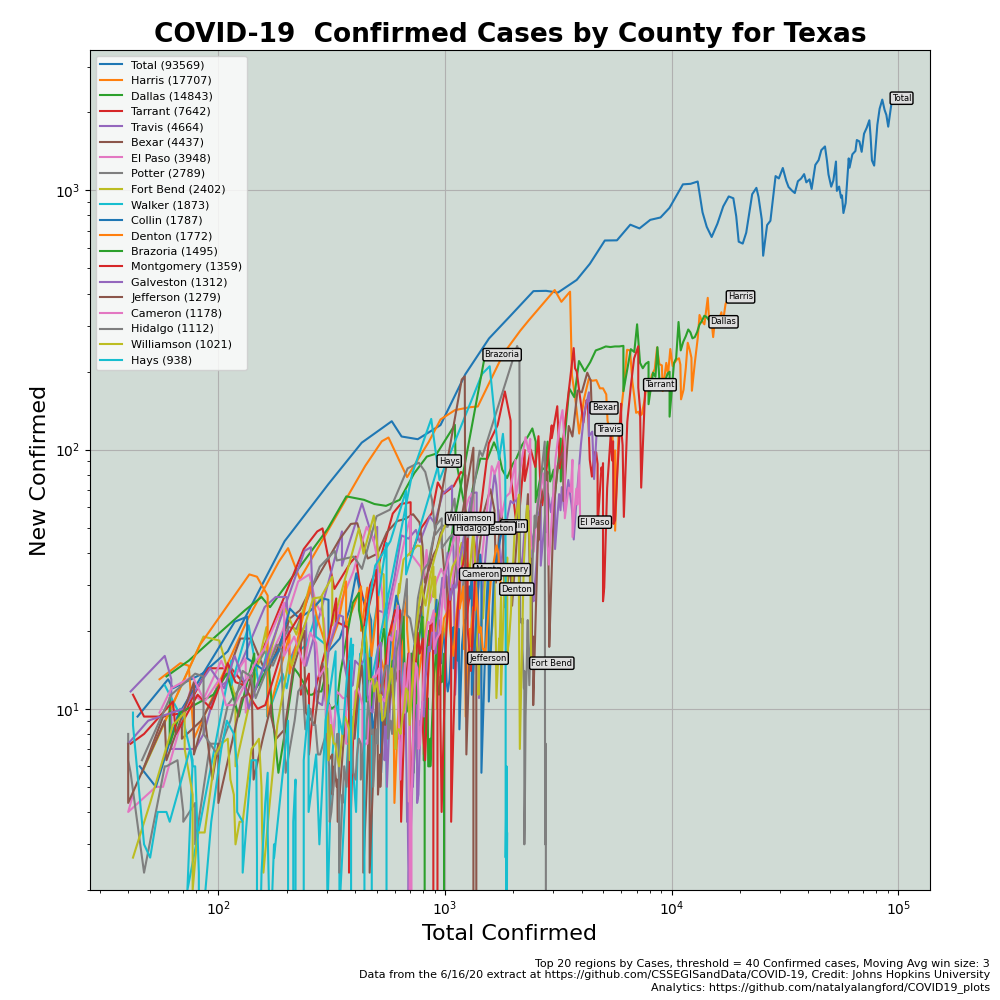 COVID-19  Confirmed Cases by County for Texas
Total (93569)
Harris (17707)
Dallas (14843)
Tarrant (7642)
Travis (4664)
Bexar (4437)
El Paso (3948)
Potter (2789)
Fort Bend (2402)
Walker (1873)
Collin (1787)
Denton (1772)
Brazoria (1495)
Montgomery (1359)
Galveston (1312)
Jefferson (1279)
Cameron (1178)
Hidalgo (1112)
Williamson (1021)
Hays (938)
Total
Harris
Dallas
Brazoria
Tarrant
Bexar
Travis
Hays
Williamson
El Paso
Hidalgo
Cameron
Denton
Jefferson
Fort Bend
New Confirmed
10³
10²
10¹
10² 10³ 10⁴ 10⁵
Total Confirmed
Top 20 regions by Cases, threshold = 40 Confirmed cases, Moving Avg win size: 3
Data from the 6/16/20 extract at https://github.com/CSSEGISandData/COVID-19, Credit: Johns Hopkins University
Analytics: https://github.com/natalyalangford/COVID19_plots